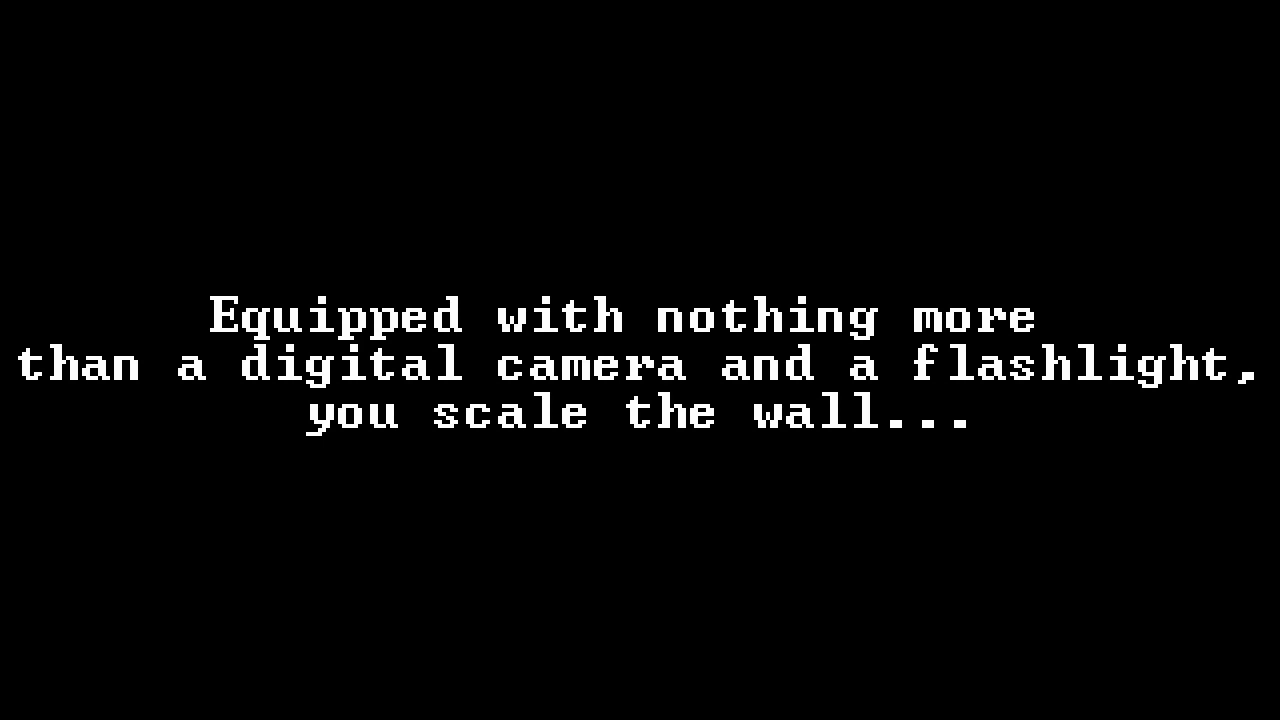 Equipped with nothing more
than a digital camera and a flashlight,
you scale the wall...